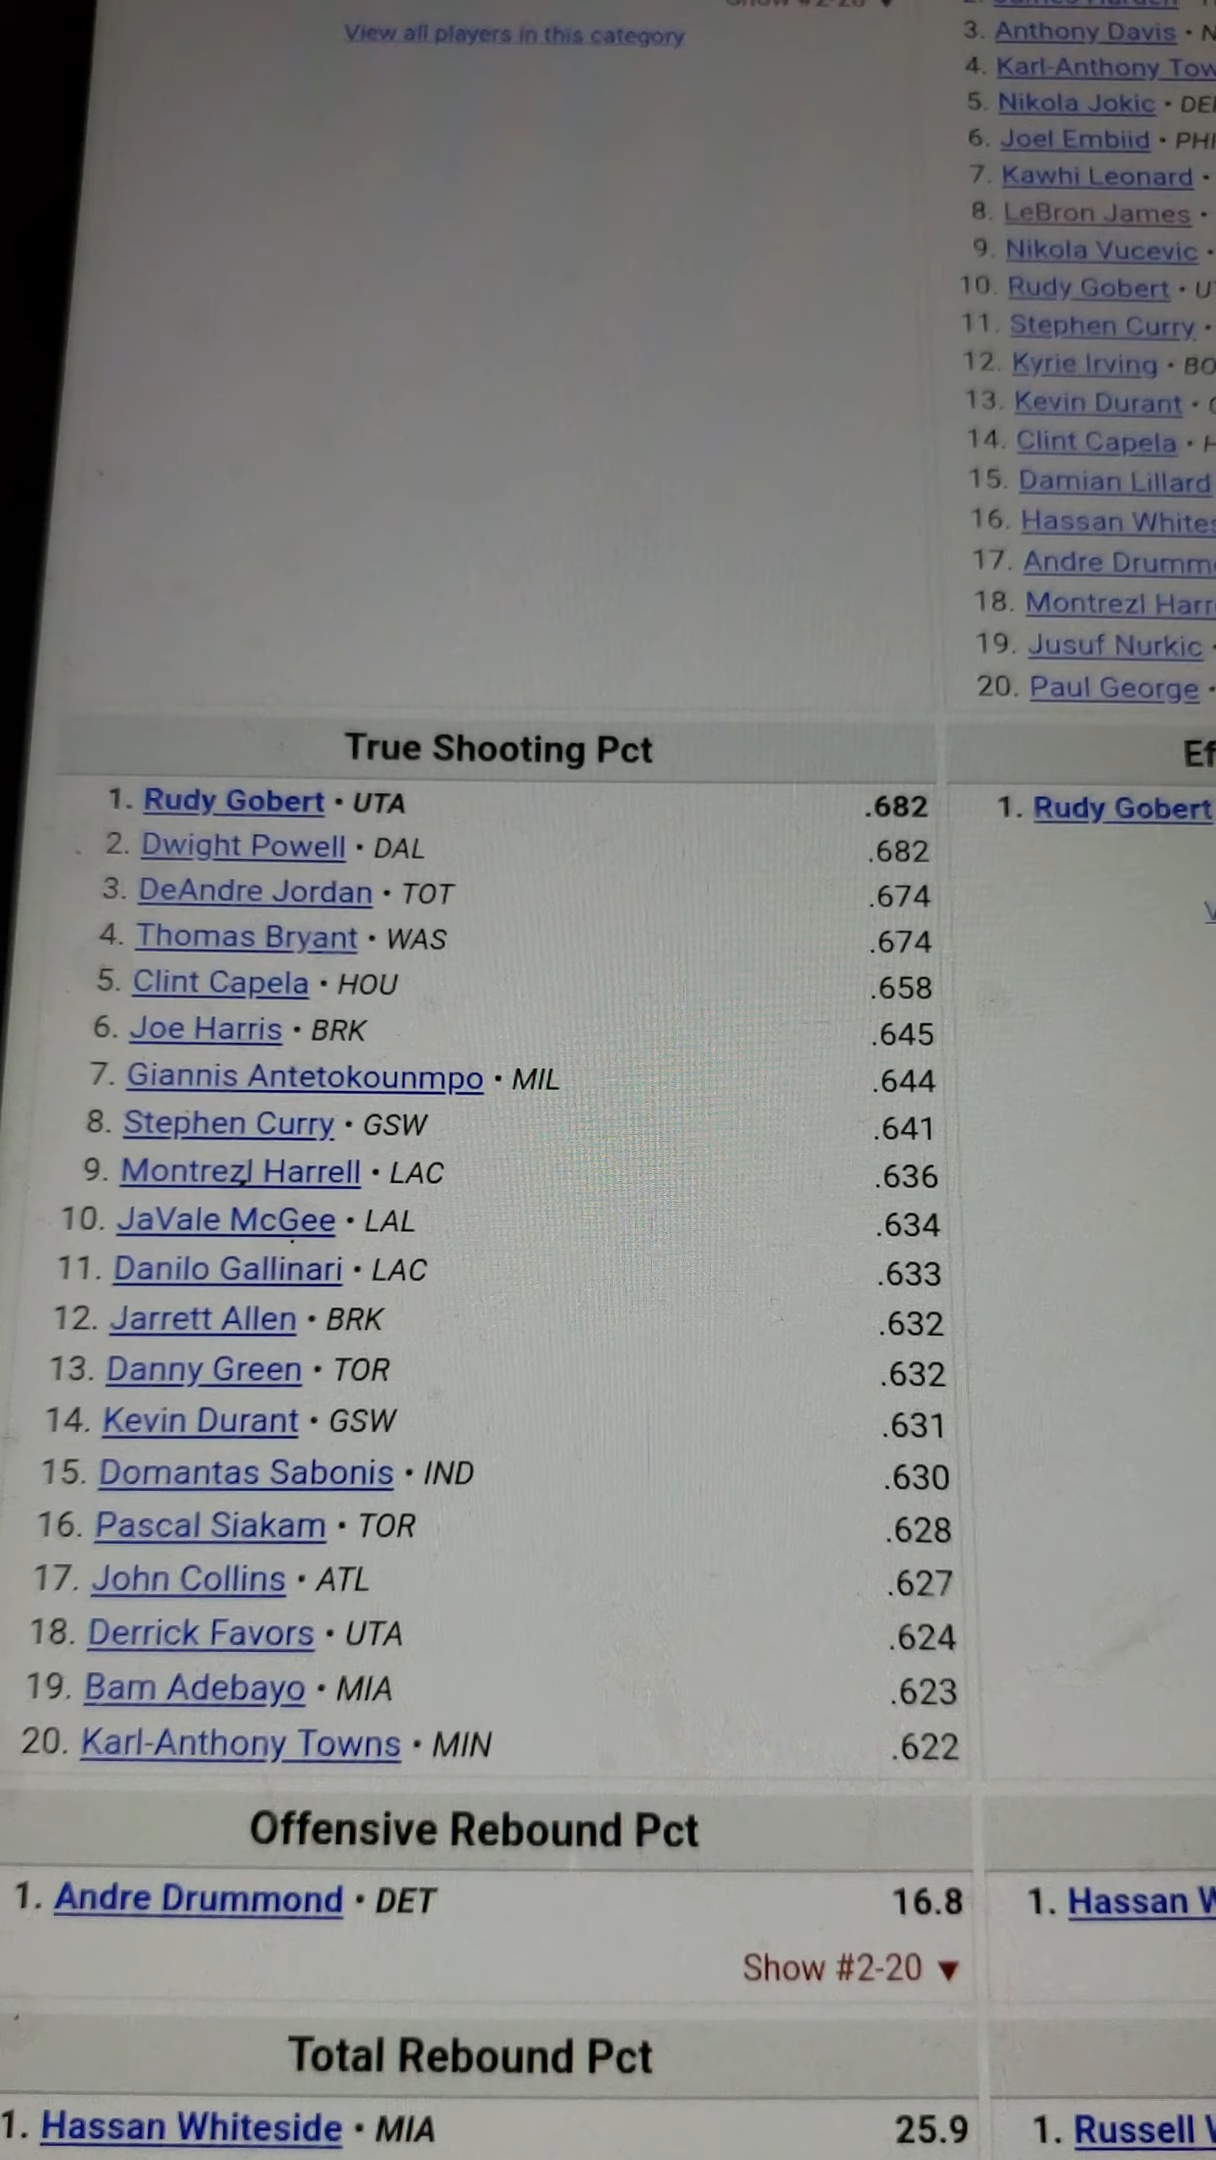 View all players in this category
3. Anthony Davis •
4. Karl-Anthony
5. Nikola Jokic •
6. Joel Embiid •
7. Kawhi Leonard •
8. LeBron James •
9. Nikola Vucevic •
10. Rudy Gobert •
11. Stephen Curry •
12. Kyrie Irving •
13. Kevin Durant •
14. Clint Capela •
15. Damian Lillard
16. Hassan
17. Andre
18. Montrezl
19. Jusuf Nurkic
20. Paul George •
True Shooting Pct
1. Rudy Gobert • UTA .682
2. Dwight Powell • DAL .682
3. DeAndre Jordan • TOT .674
4. Thomas Bryant • WAS .674
5. Clint Capela • HOU .658
6. Joe Harris • BRK .645
7. Giannis Antetokounmpo • MIL .644
8. Stephen Curry • GSW .641
9. Montrezl Harrell • LAC .636
10. JaVale McGee • LAL .634
11. Danilo Gallinari • LAC .633
12. Jarrett Allen • BRK .632
13. Danny Green • TOR .632
14. Kevin Durant • GSW .631
15. Domantas Sabonis • IND .630
16. Pascal Siakam • TOR .628
17. John Collins • ATL .627
18. Derrick Favors • UTA .624
19. Bam Adebayo • MIA .623
20. Karl-Anthony Towns • MIN .622
1. Rudy Gobert
Offensive Rebound Pct
1. Andre Drummond • DET 16.8
Show #2-20 ▼
1. Hassan
Total Rebound Pct
1. Hassan Whiteside • MIA 25.9
1. Russell